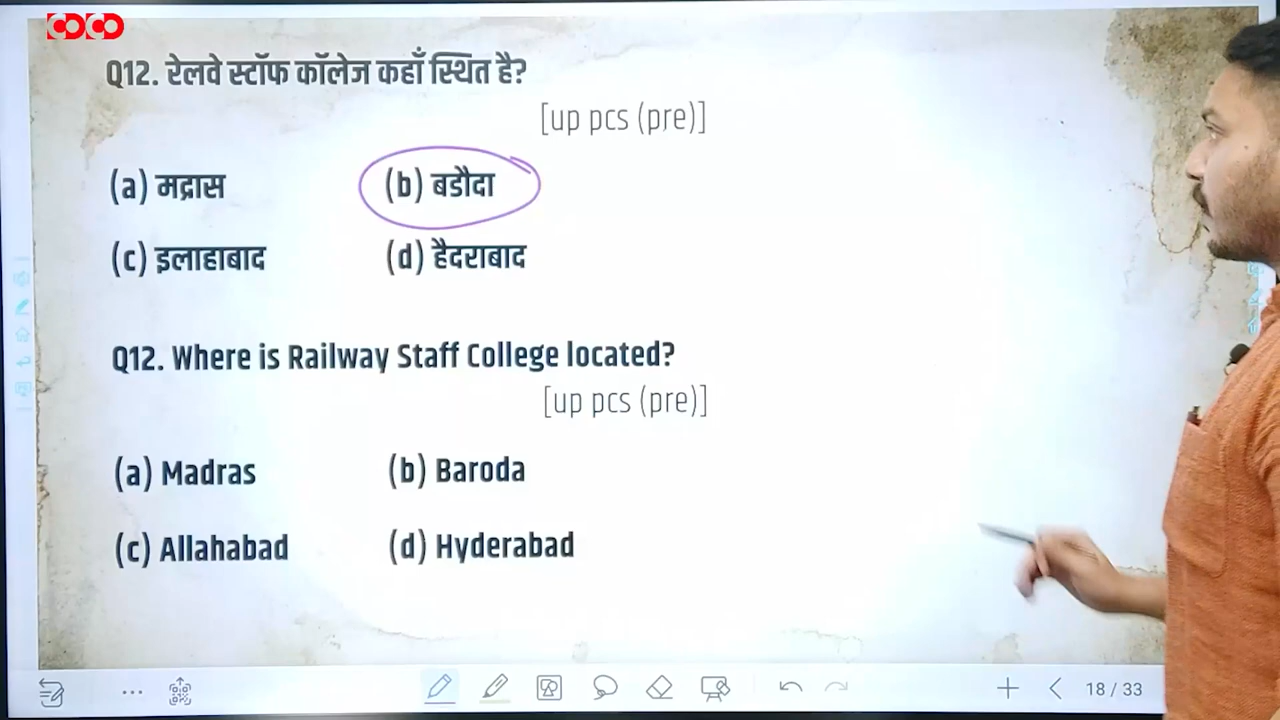 COCO
Q12. रेलवे स्टॉफ कॉलेज कहाँ स्थित है?
[up pcs (pre)]
(a) मद्रास (b) बडौदा
(c) इलाहाबाद (d) हैदराबाद
Q12. Where is Railway Staff College located?
[up pcs (pre)]
(a) Madras (b) Baroda
(c) Allahabad (d) Hyderabad
18 / 33